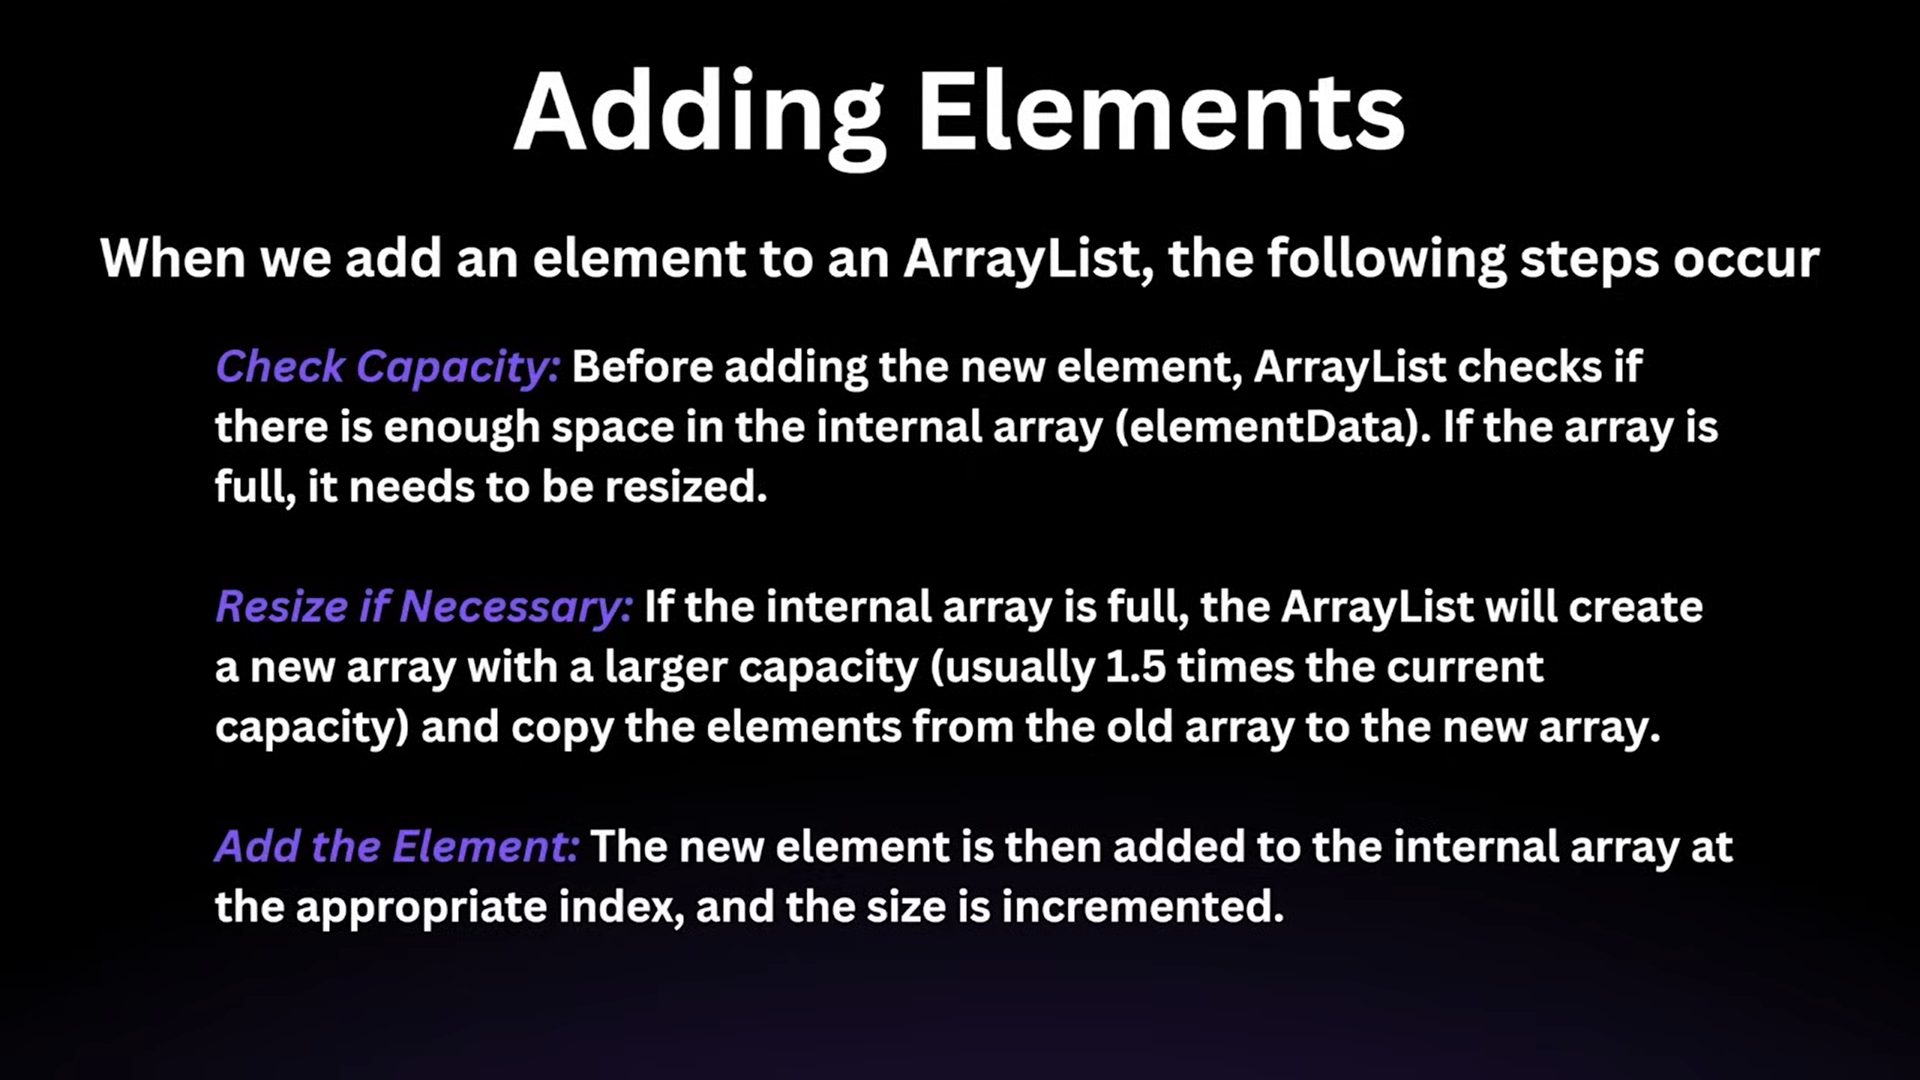 Adding Elements
When we add an element to an ArrayList, the following steps occur
Check Capacity: Before adding the new element, ArrayList checks if
there is enough space in the internal array (elementData). If the array is
full, it needs to be resized.
Resize if Necessary: If the internal array is full, the ArrayList will create
a new array with a larger capacity (usually 1.5 times the current
capacity) and copy the elements from the old array to the new array.
Add the Element: The new element is then added to the internal array at
the appropriate index, and the size is incremented.